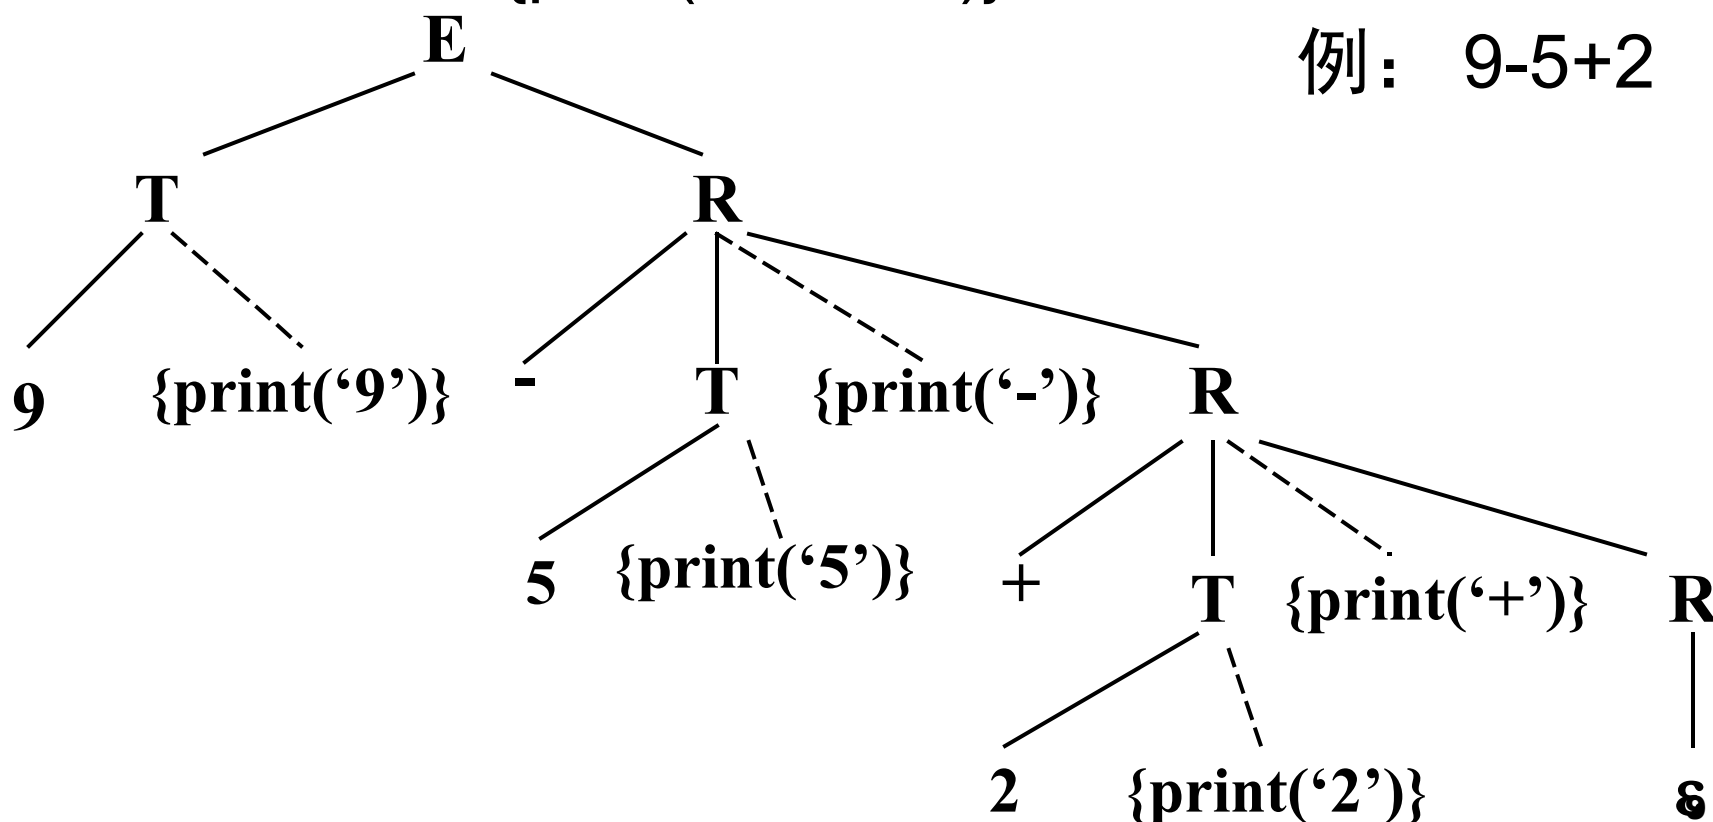 E
例： 9-5+2
T R
9 {print(‘9’)} - T {print(‘-’)} R
5 {print(‘5’)} + T {print(‘+’)} R
2 {print(‘2’)}